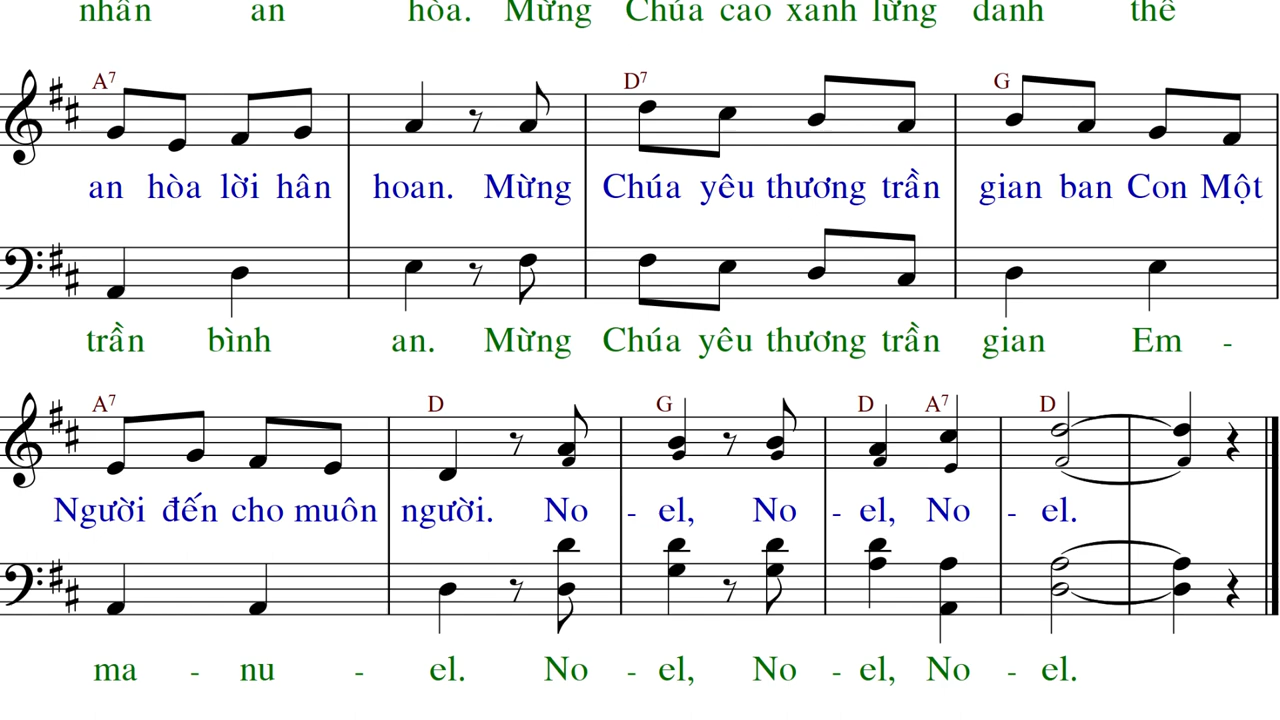 nhân an hòa. Mừng Chúa cao xanh lừng danh thế
A7 D7 G
an hòa lời hân hoan. Mừng Chúa yêu thương trần gian ban Con Một
trần bình an. Mừng Chúa yêu thương trần gian Em -
A7 D G D A7 D
Người đến cho muôn người. No - el, No - el, No - el.
ma - nu - el. No - el, No - el, No - el.